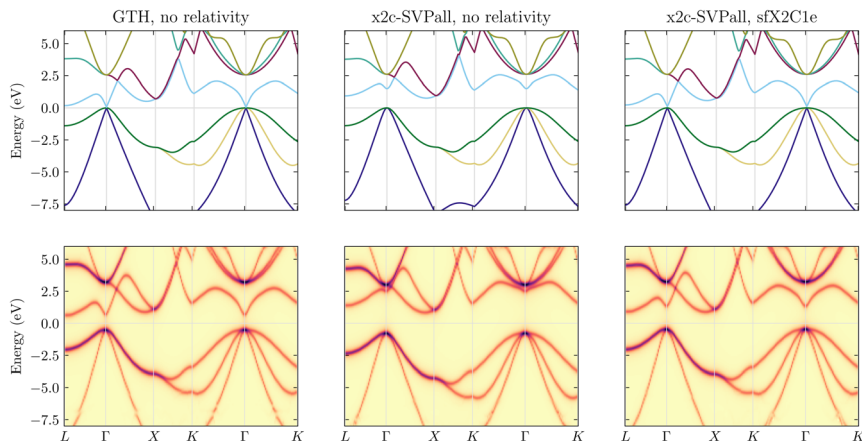 GTH, no relativity
x2c-SVPall, no relativity
x2c-SVPall, sfX2C1e
Energy (eV)
5.0
2.5
0.0
−2.5
−5.0
−7.5
Energy (eV)
5.0
2.5
0.0
−2.5
−5.0
−7.5
L Γ X K Γ K
L Γ X K Γ K
L Γ X K Γ K